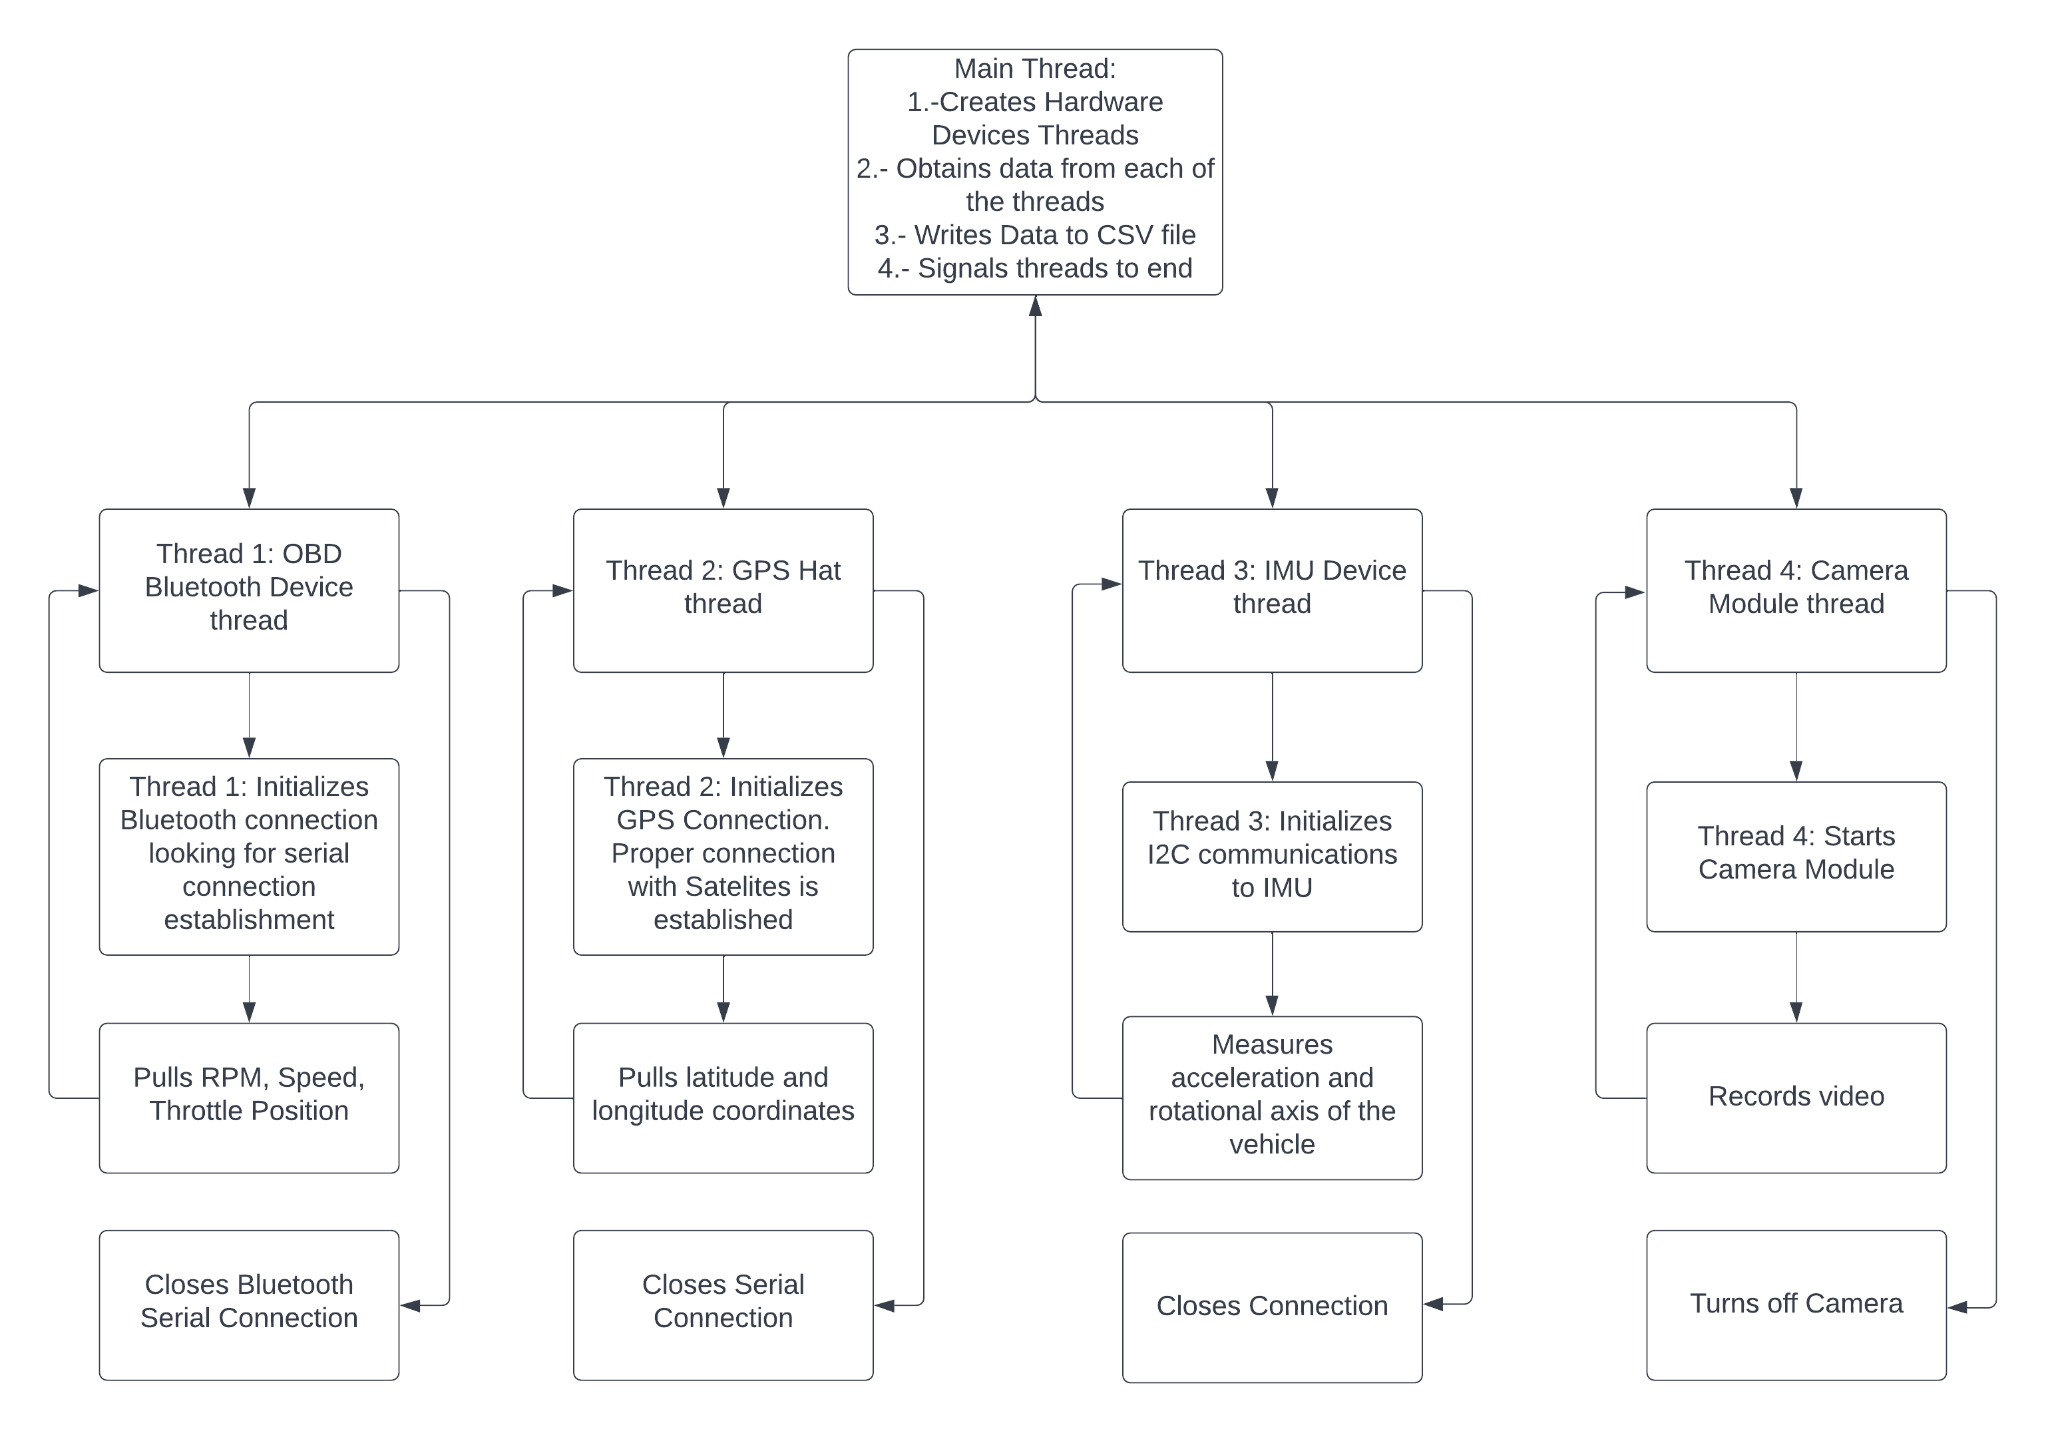 Main Thread:
1.-Creates Hardware
Devices Threads
2.- Obtains data from each of
the threads
3.- Writes Data to CSV file
4.- Signals threads to end
Thread 1: OBD
Bluetooth Device
thread
Thread 2: GPS Hat
thread
Thread 3: IMU Device
thread
Thread 4: Camera
Module thread
Thread 1: Initializes
Bluetooth connection
looking for serial
connection
establishment
Thread 2: Initializes
GPS Connection.
Proper connection
with Satelites is
established
Thread 3: Initializes
I2C communications
to IMU
Thread 4: Starts
Camera Module
Pulls RPM, Speed,
Throttle Position
Pulls latitude and
longitude coordinates
Measures
acceleration and
rotational axis of the
vehicle
Records video
Closes Bluetooth
Serial Connection
Closes Serial
Connection
Closes Connection
Turns off Camera